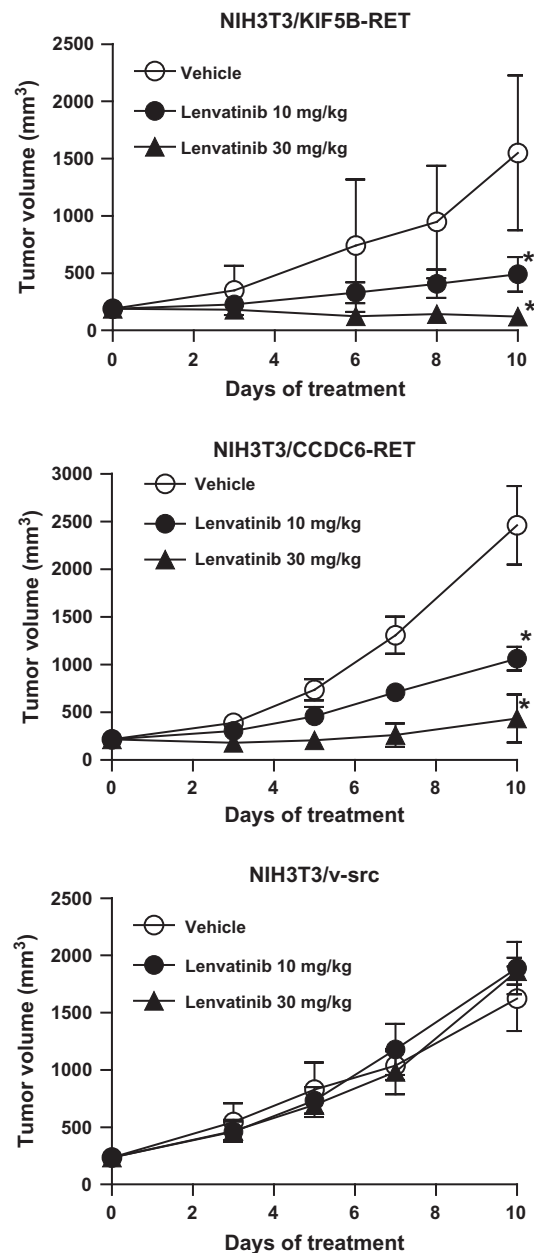 NIH3T3/KIF5B-RET
2500
2000
1500
1000
500
0
Tumor volume (mm³)
Vehicle
Lenvatinib 10 mg/kg
Lenvatinib 30 mg/kg
*
*
0 2 4 6 8 10
Days of treatment
NIH3T3/CCDC6-RET
3000
2500
2000
1500
1000
500
0
Tumor volume (mm³)
Vehicle
Lenvatinib 10 mg/kg
Lenvatinib 30 mg/kg
*
*
0 2 4 6 8 10
Days of treatment
NIH3T3/v-src
2500
2000
1500
1000
500
0
Tumor volume (mm³)
Vehicle
Lenvatinib 10 mg/kg
Lenvatinib 30 mg/kg
0 2 4 6 8 10
Days of treatment